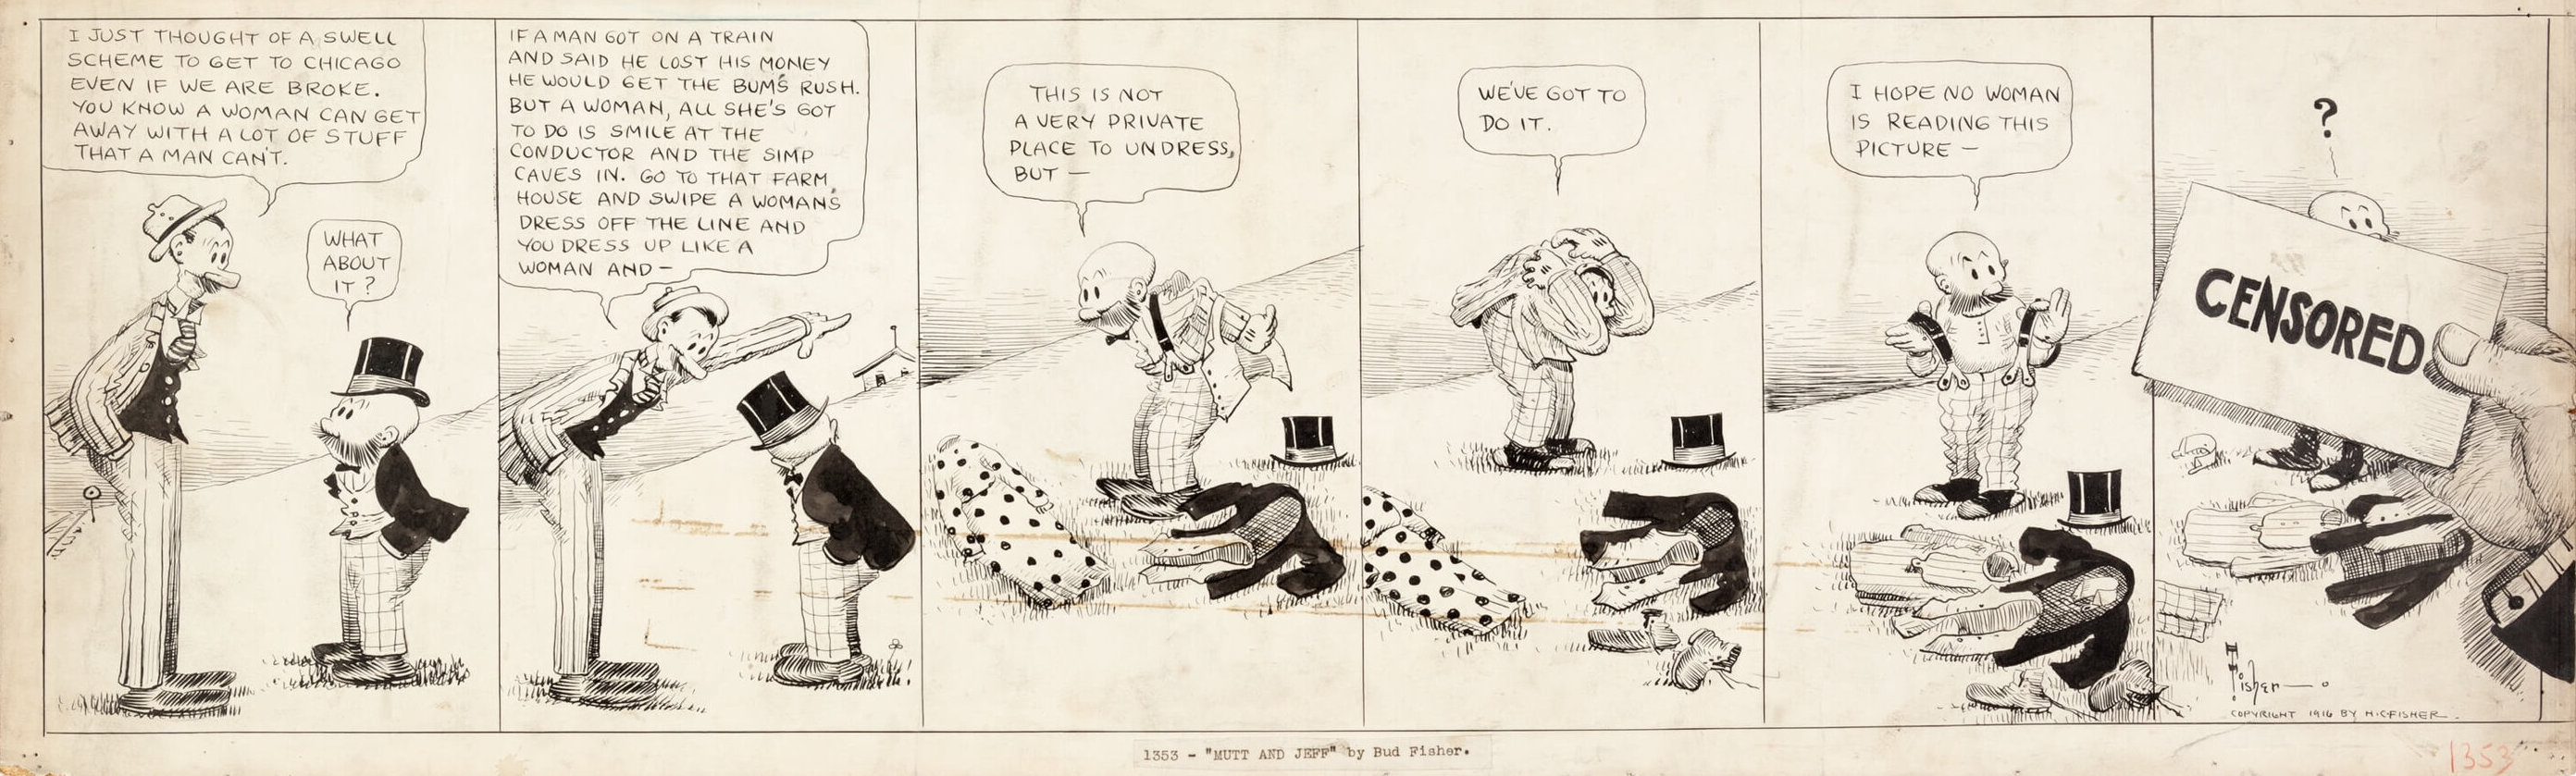 I JUST THOUGHT OF A SWELL
SCHEME TO GET TO CHICAGO
EVEN IF WE ARE BROKE.
YOU KNOW A WOMAN CAN GET
AWAY WITH A LOT OF STUFF
THAT A MAN CAN'T.
WHAT
ABOUT
IT?
IF A MAN GOT ON A TRAIN
AND SAID HE LOST HIS MONEY
HE WOULD GET THE BUM'S RUSH.
BUT A WOMAN, ALL SHE'S GOT
TO DO IS SMILE AT THE
CONDUCTOR AND THE SIMP
CAVES IN. GO TO THAT FARM
HOUSE AND SWIPE A WOMAN'S
DRESS OFF THE LINE AND
YOU DRESS UP LIKE A
WOMAN AND —
THIS IS NOT
A VERY PRIVATE
PLACE TO UNDRESS,
BUT —
WE'VE GOT TO
DO IT.
I HOPE NO WOMAN
IS READING THIS
PICTURE —
?
CENSORED
Fisher
COPYRIGHT 1916 BY H.C.FISHER.
1353 - "MUTT AND JEFF" by Bud Fisher.
1353